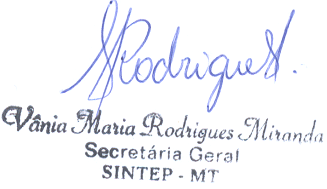 Rodrigues.
Vânia Maria Rodrigues Miranda
Secretária Geral
SINTEP - MT